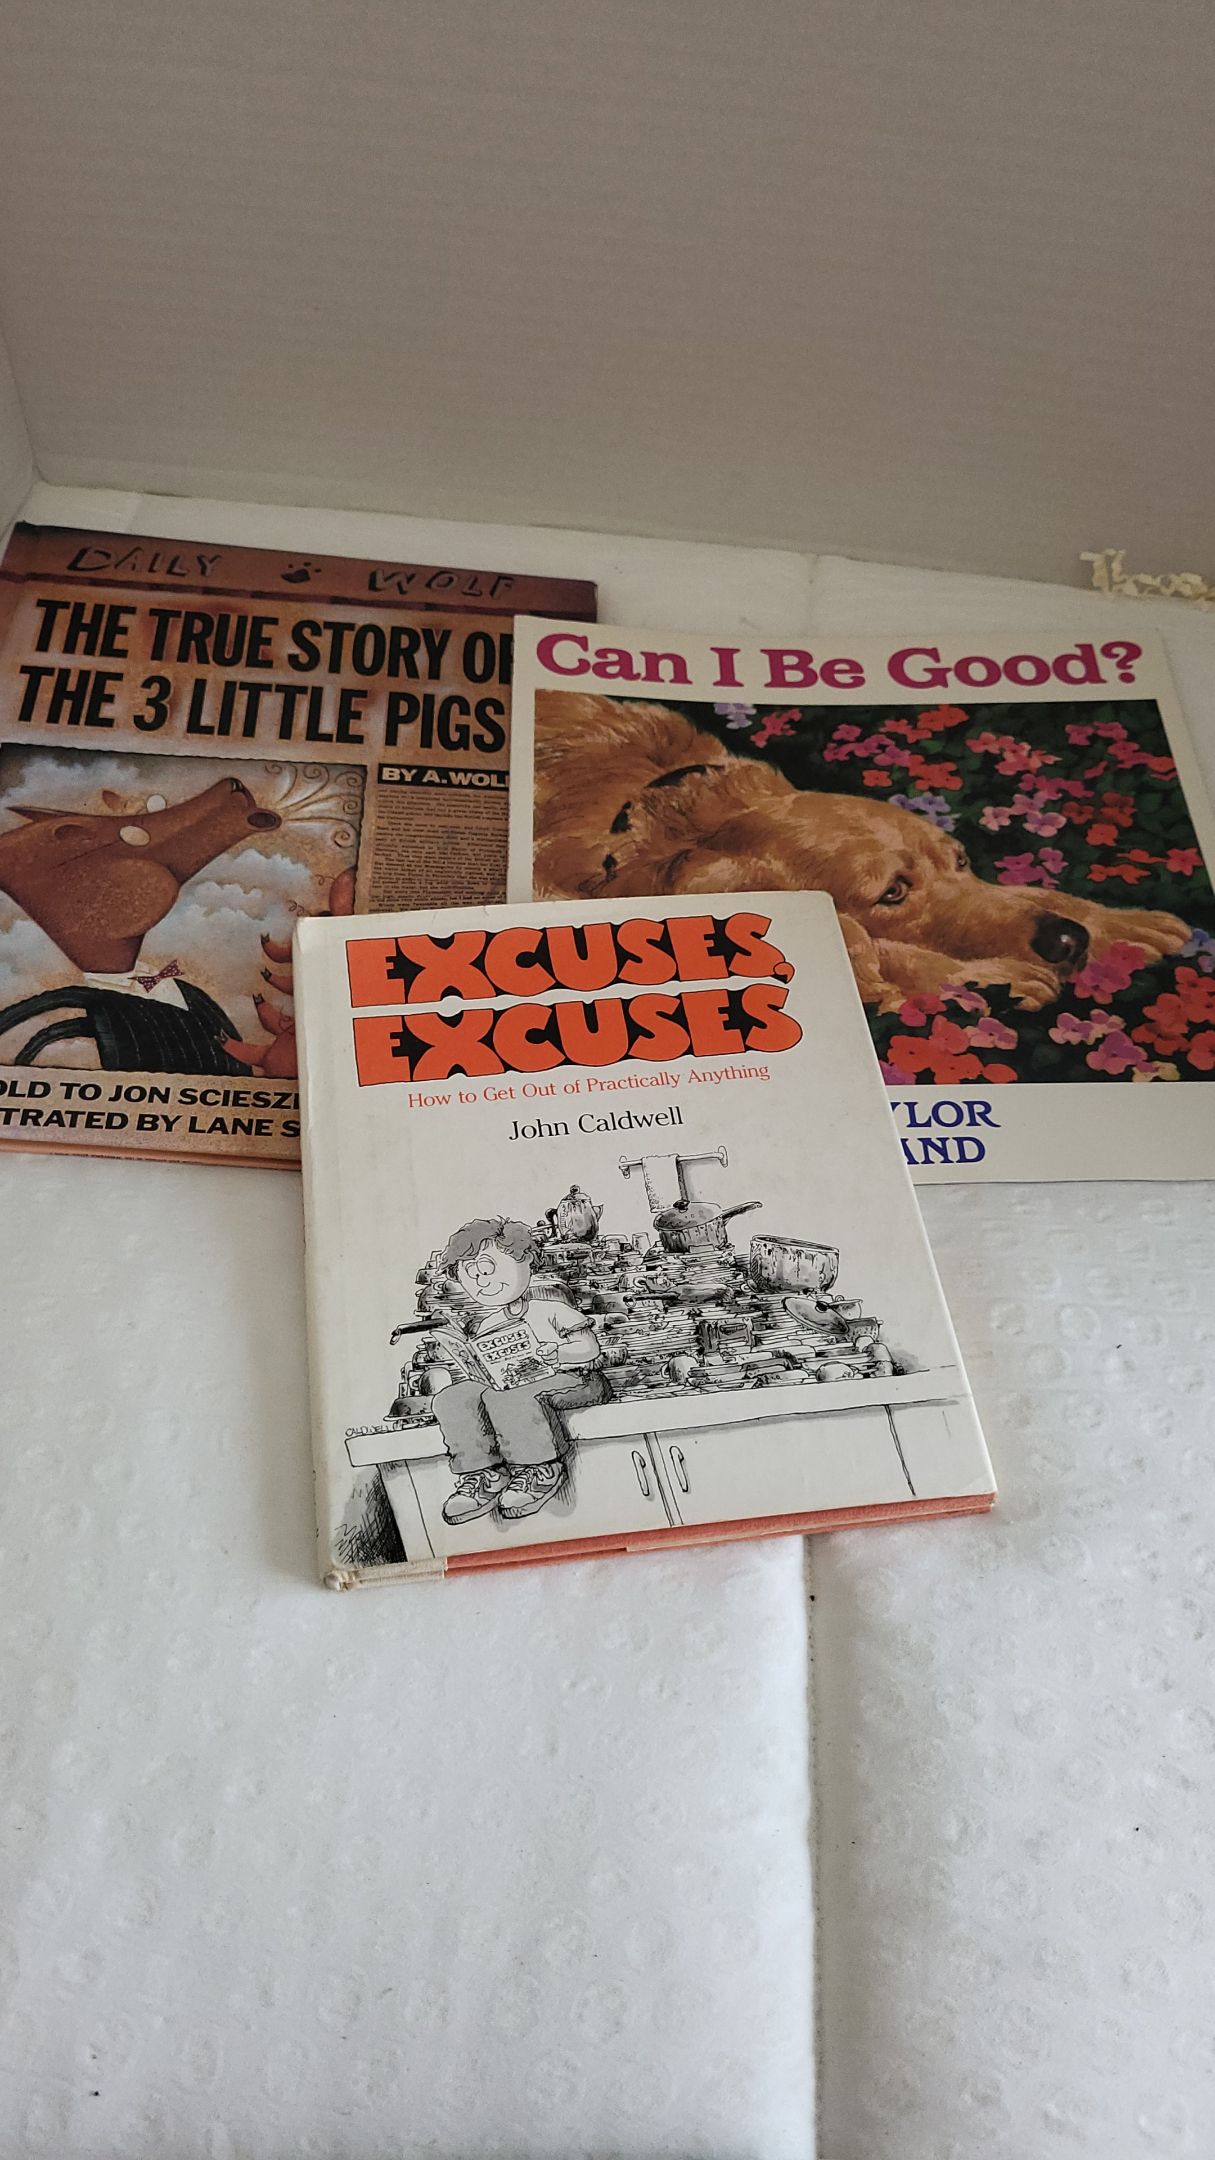 DAILY WOLF
THE TRUE STORY OF
THE 3 LITTLE PIGS
BY A. WOL
OLD TO JON SCIESZ
TRATED BY LANE S
Can I Be Good?
YLOR
AND
EXCUSES,
EXCUSES
How to Get Out of Practically Anything
John Caldwell
EXCUSES
EXCUSES
CALDWELL